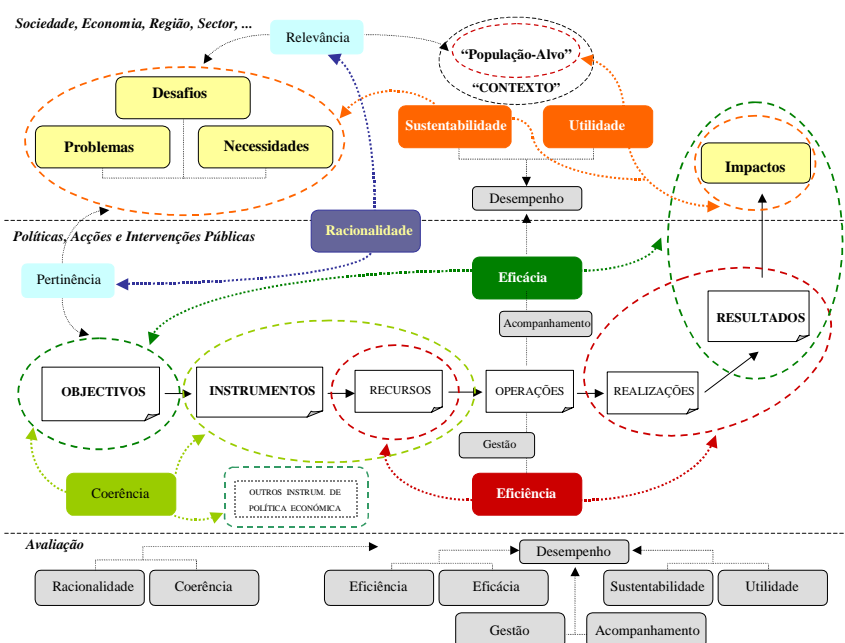 Sociedade, Economia, Região, Sector, ...
Relevância
“População-Alvo”
“CONTEXTO”
Desafios
Problemas
Necessidades
Sustentabilidade
Utilidade
Impactos
Desempenho
Racionalidade
Políticas, Acções e Intervenções Públicas
Pertinência
Eficácia
Acompanhamento
RESULTADOS
OBJECTIVOS
INSTRUMENTOS
RECURSOS
OPERAÇÕES
REALIZAÇÕES
Gestão
Coerência
OUTROS INSTRUM. DE
POLÍTICA ECONÓMICA
Eficiência
Avaliação
Desempenho
Racionalidade
Coerência
Eficiência
Eficácia
Sustentabilidade
Utilidade
Gestão
Acompanhamento